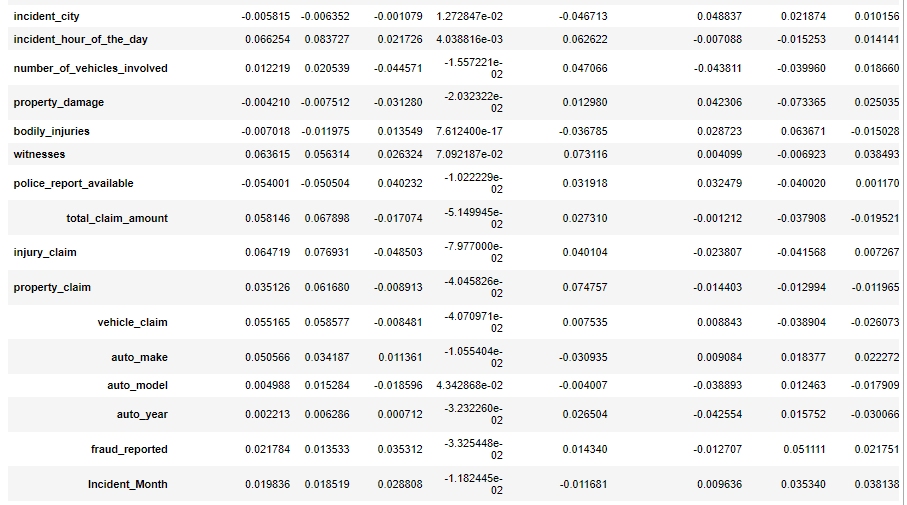 incident_city -0.005815 -0.006352 -0.001079 1.272847e-02 -0.046713 0.048837 0.021874 0.010156
incident_hour_of_the_day 0.066254 0.083727 0.021726 4.038816e-03 0.062622 -0.007088 -0.015253 0.014141
number_of_vehicles_involved 0.012219 0.020539 -0.044571 -1.557221e-
02 0.047066 -0.043811 -0.039960 0.018660
property_damage -0.004210 -0.007512 -0.031280 -2.032322e-
02 0.012980 0.042306 -0.073365 0.025035
bodily_injuries -0.007018 -0.011975 0.013549 7.612400e-17 -0.036785 0.028723 0.063671 -0.015028
witnesses 0.063615 0.056314 0.026324 7.092187e-02 0.073116 0.004099 -0.006923 0.038493
police_report_available -0.054001 -0.050504 0.040232 -1.022229e-
02 0.031918 0.032479 -0.040020 0.001170
total_claim_amount 0.058146 0.067898 -0.017074 -5.149945e-
02 0.027310 -0.001212 -0.037908 -0.019521
injury_claim 0.064719 0.076931 -0.048503 -7.977000e-
02 0.040104 -0.023807 -0.041568 0.007267
property_claim 0.035126 0.061680 -0.008913 -4.045826e-
02 0.074757 -0.014403 -0.012994 -0.011965
vehicle_claim 0.055165 0.058577 -0.008481 -4.070971e-
02 0.007535 0.008843 -0.038904 -0.026073
auto_make 0.050566 0.034187 0.011361 -1.055404e-
02 -0.030935 0.009084 0.018377 0.022272
auto_model 0.004988 0.015284 -0.018596 4.342868e-02 -0.004007 -0.038893 0.012463 -0.017909
auto_year 0.002213 0.006286 0.000712 -3.232260e-
02 0.026504 -0.042554 0.015752 -0.030066
fraud_reported 0.021784 0.013533 0.035312 -3.325448e-
02 0.014340 -0.012707 0.051111 0.021751
Incident_Month 0.019836 0.018519 0.028808 -1.182445e-
02 -0.011681 0.009636 0.035340 0.038138